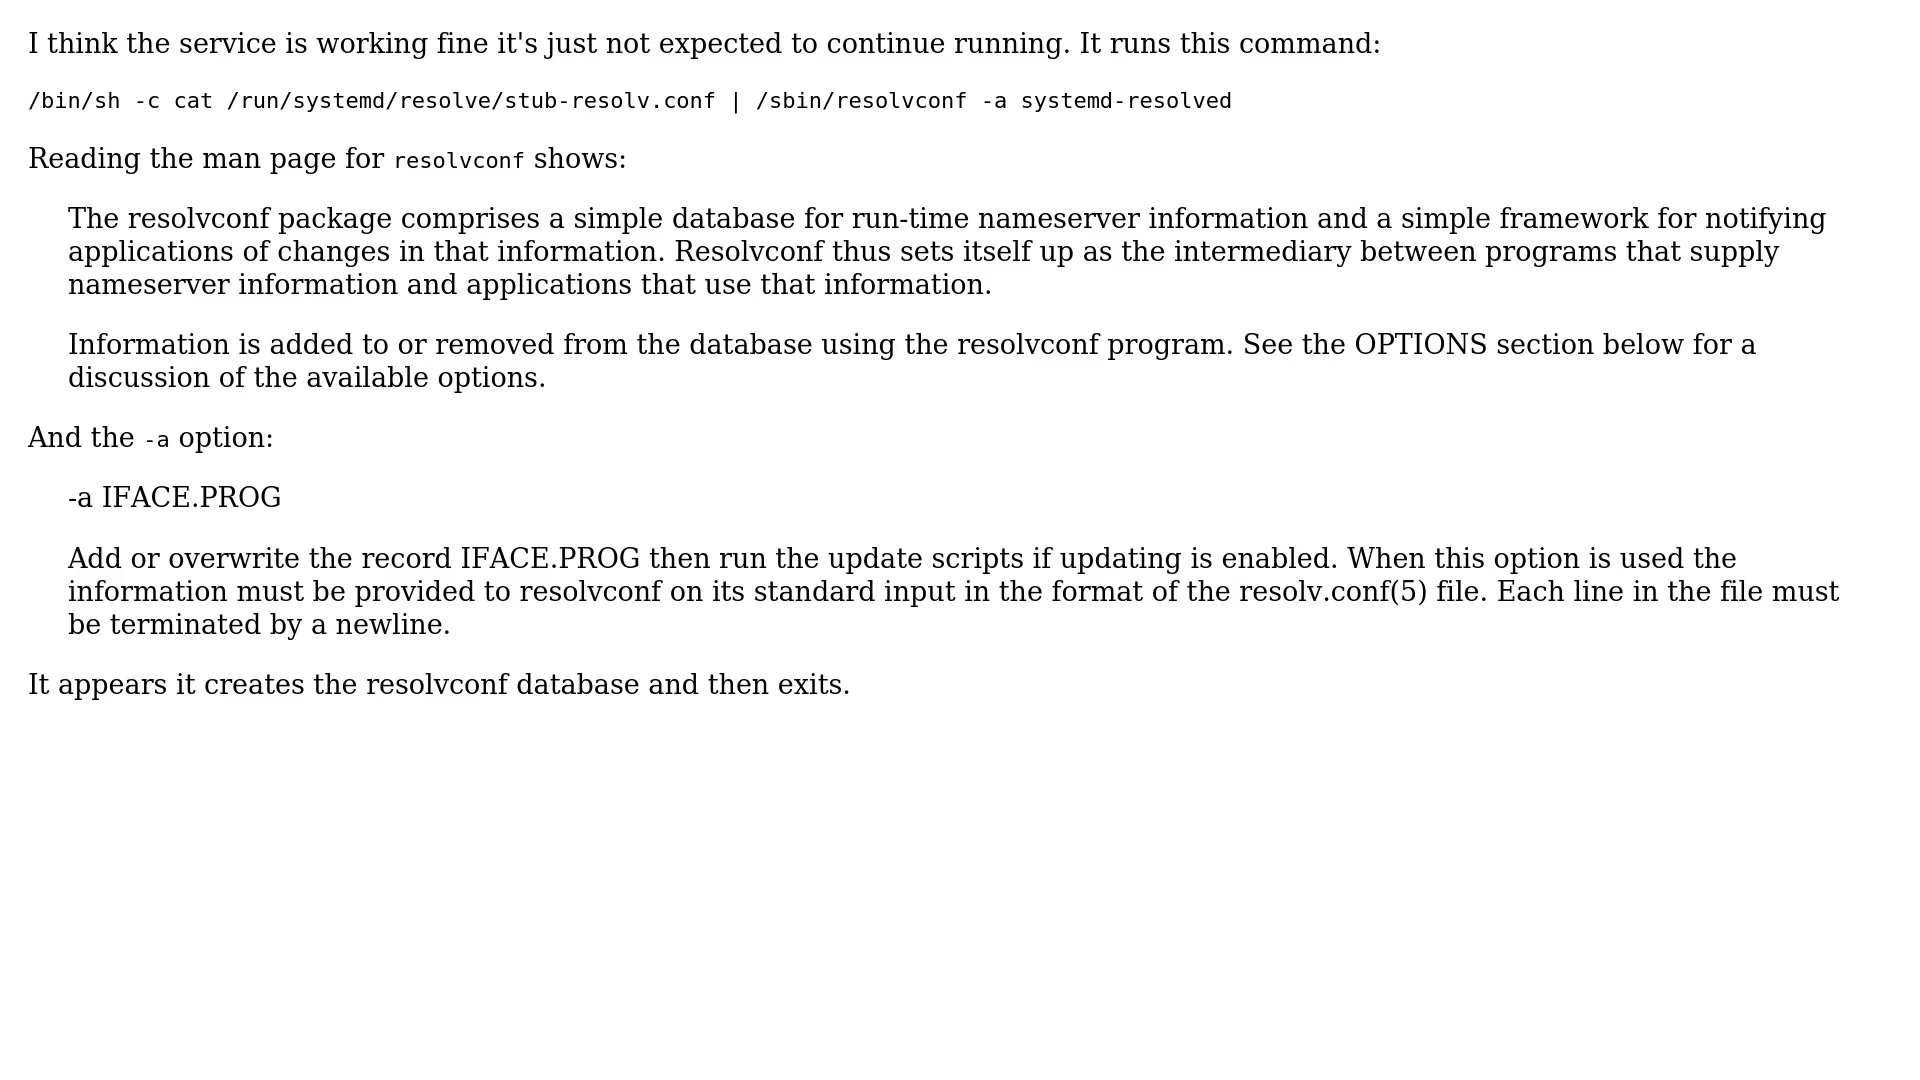 I think the service is working fine it's just not expected to continue running. It runs this command:
/bin/sh -c cat /run/systemd/resolve/stub-resolv.conf | /sbin/resolvconf -a systemd-resolved
Reading the man page for resolvconf shows:
The resolvconf package comprises a simple database for run-time nameserver information and a simple framework for notifying
applications of changes in that information. Resolvconf thus sets itself up as the intermediary between programs that supply
nameserver information and applications that use that information.
Information is added to or removed from the database using the resolvconf program. See the OPTIONS section below for a
discussion of the available options.
And the -a option:
-a IFACE.PROG
Add or overwrite the record IFACE.PROG then run the update scripts if updating is enabled. When this option is used the
information must be provided to resolvconf on its standard input in the format of the resolv.conf(5) file. Each line in the file must
be terminated by a newline.
It appears it creates the resolvconf database and then exits.